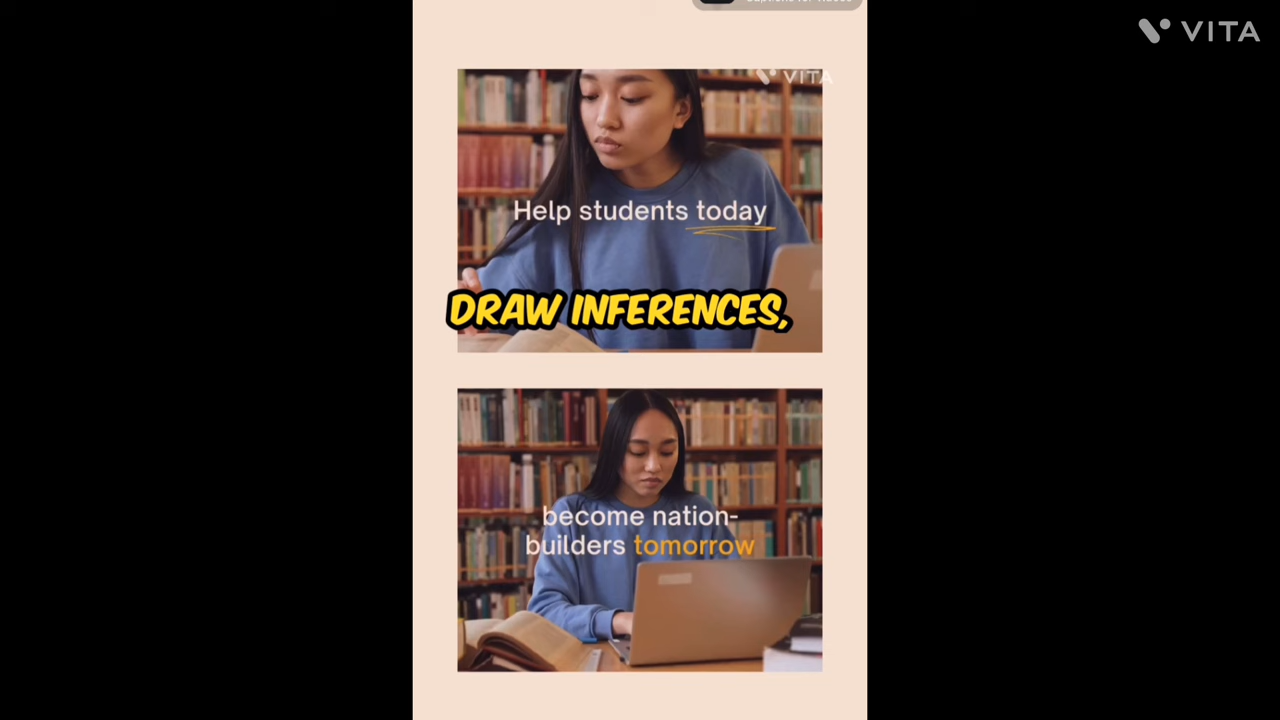 VITA
VITA
Help students today
DRAW INFERENCES,
become nation-
builders tomorrow